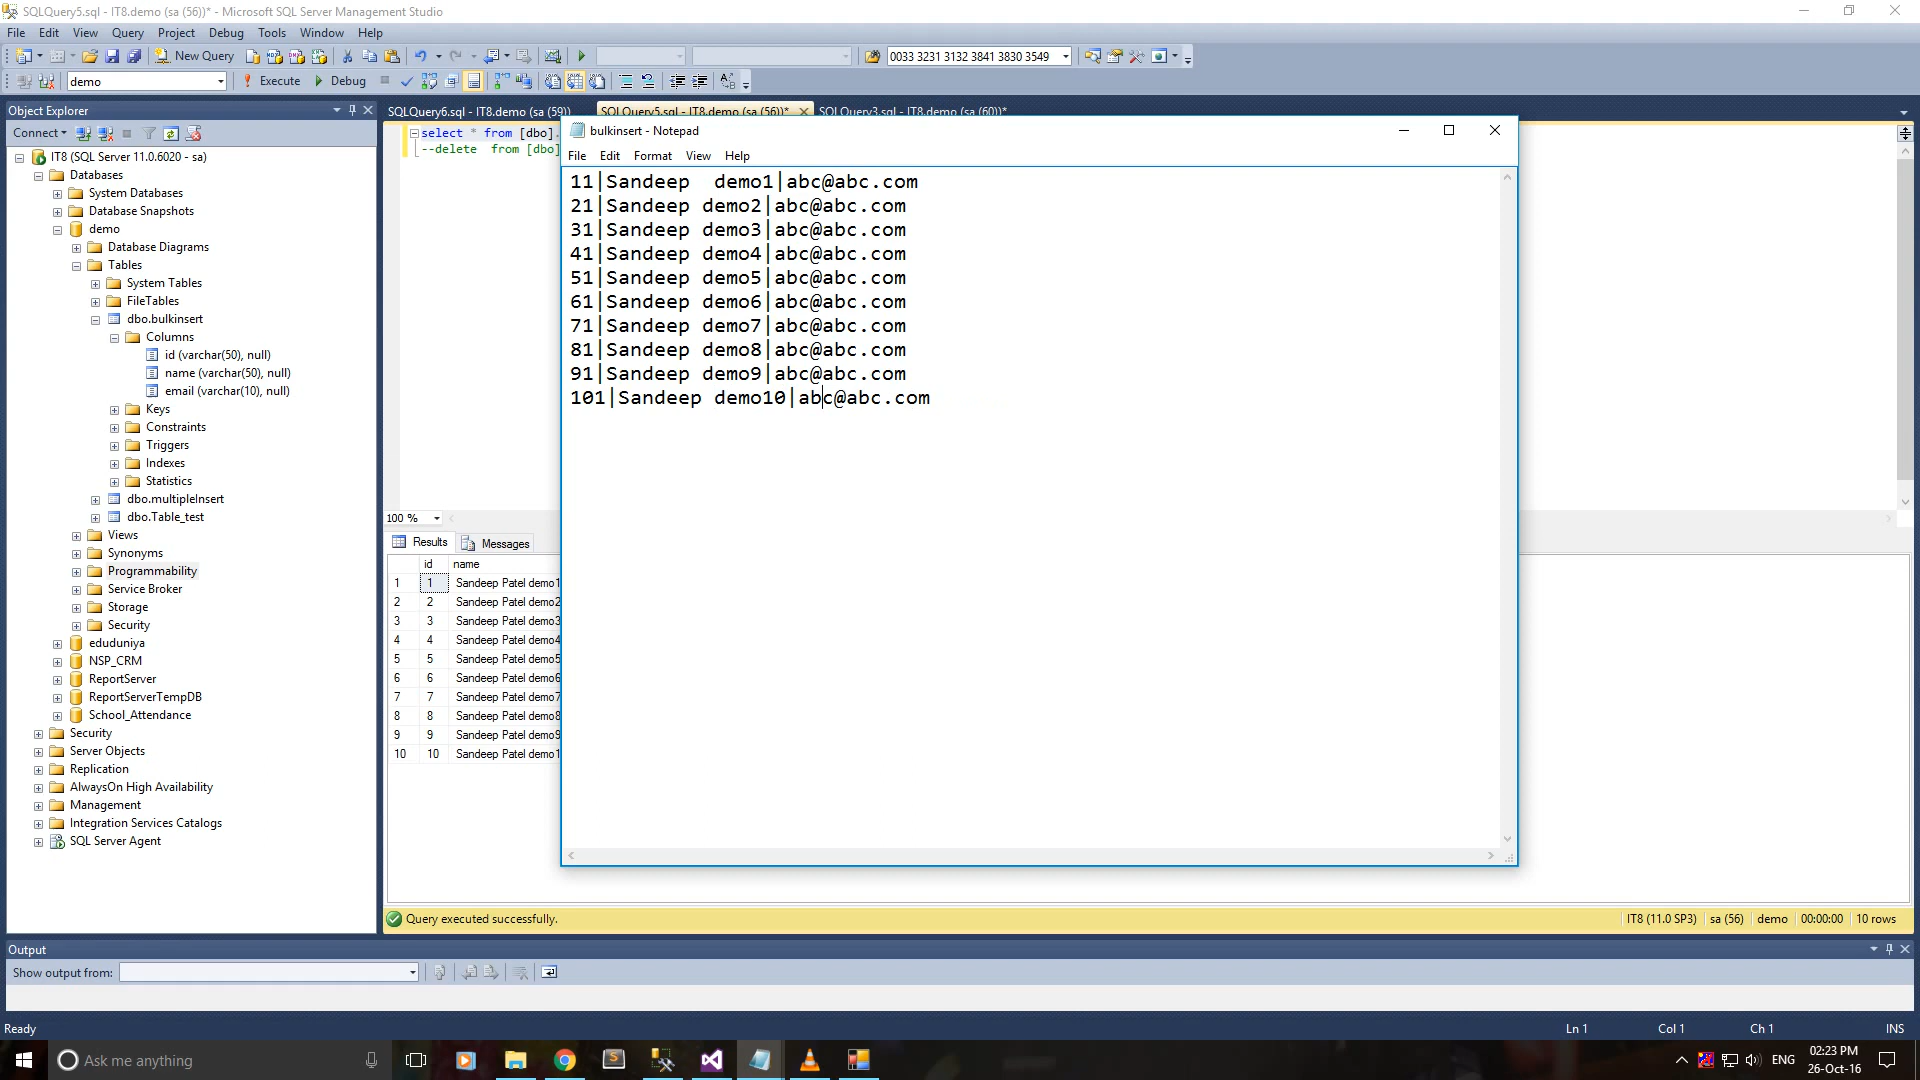 SQLQuery5.sql - IT8.demo (sa (56))* - Microsoft SQL Server Management Studio
File Edit View Query Project Debug Tools Window Help
New Query 0033 3231 3132 3841 3830 3549
demo Execute Debug
Object Explorer
Connect
IT8 (SQL Server 11.0.6020 - sa)
Databases
System Databases
Database Snapshots
demo
Database Diagrams
Tables
System Tables
FileTables
dbo.bulkinsert
Columns
id (varchar(50), null)
name (varchar(50), null)
email (varchar(10), null)
Keys
Constraints
Triggers
Indexes
Statistics
dbo.multipleInsert
dbo.Table_test
Views
Synonyms
Programmability
Service Broker
Storage
Security
eduduniya
NSP_CRM
ReportServer
ReportServerTempDB
School_Attendance
Security
Server Objects
Replication
AlwaysOn High Availability
Management
Integration Services Catalogs
SQL Server Agent
SQLQuery6.sql - IT8.demo (sa (59)) SQLQuery5.sql - IT8.demo (sa (56))* SQLQuery3.sql - IT8.demo (sa (60))*
select * from [dbo].
--delete  from [dbo]
bulkinsert - Notepad
File Edit Format View Help
11|Sandeep  demo1|abc@abc.com
21|Sandeep demo2|abc@abc.com
31|Sandeep demo3|abc@abc.com
41|Sandeep demo4|abc@abc.com
51|Sandeep demo5|abc@abc.com
61|Sandeep demo6|abc@abc.com
71|Sandeep demo7|abc@abc.com
81|Sandeep demo8|abc@abc.com
91|Sandeep demo9|abc@abc.com
101|Sandeep demo10|abc@abc.com
100 %
Results Messages
id name
1 1 Sandeep Patel demo1
2 2 Sandeep Patel demo2
3 3 Sandeep Patel demo3
4 4 Sandeep Patel demo4
5 5 Sandeep Patel demo5
6 6 Sandeep Patel demo6
7 7 Sandeep Patel demo7
8 8 Sandeep Patel demo8
9 9 Sandeep Patel demo9
10 10 Sandeep Patel demo1
Query executed successfully. IT8 (11.0 SP3) sa (56) demo 00:00:00 10 rows
Output
Show output from:
Ready Ln 1 Col 1 Ch 1 INS
Ask me anything ENG 02:23 PM
26-Oct-16